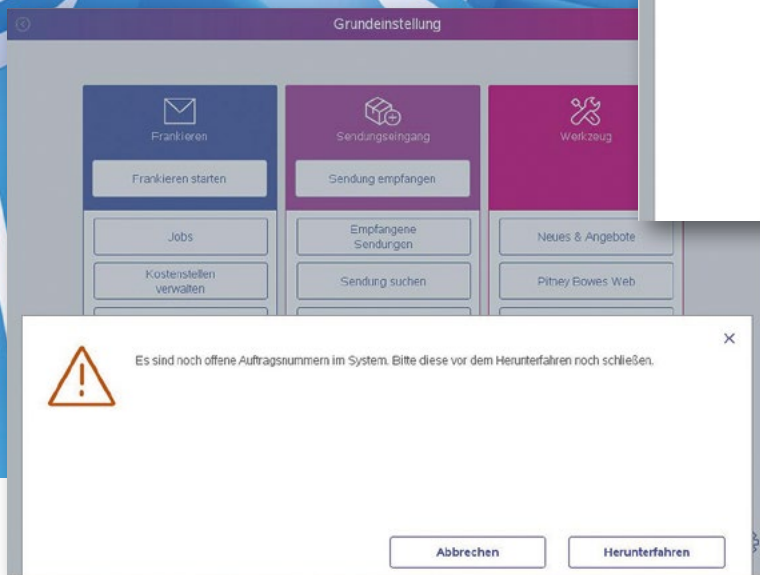 Grundeinstellung
Frankieren
Sendungseingang
Werkzeug
Frankieren starten
Sendung empfangen
Jobs
Empfangene
Sendungen
Neues & Angebote
Kostenstellen
verwalten
Sendung suchen
Pitney Bowes Web
Es sind noch offene Auftragsnummern im System. Bitte diese vor dem Herunterfahren noch schließen.
Abbrechen
Herunterfahren